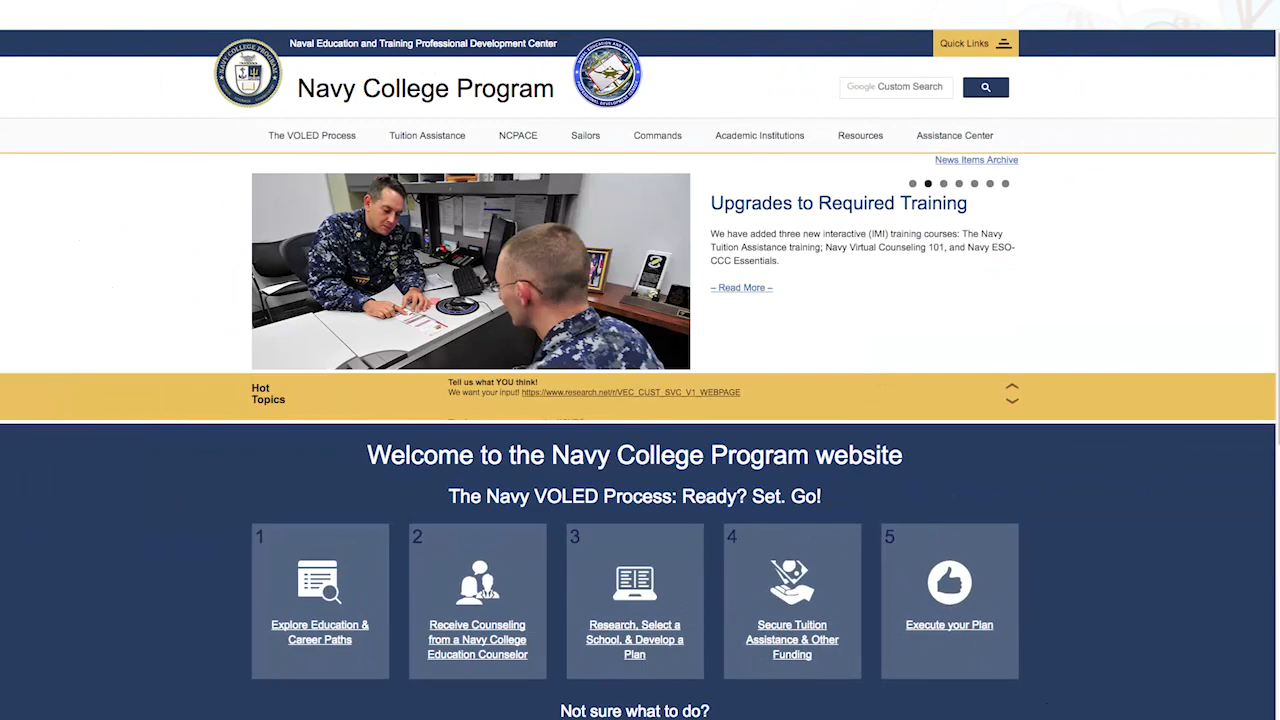 Naval Education and Training Professional Development Center
Quick Links
Navy College Program
Google Custom Search
The VOLED Process
Tuition Assistance
NCPACE
Sailors
Commands
Academic Institutions
Resources
Assistance Center
News Items Archive
Upgrades to Required Training
We have added three new interactive (IMI) training courses: The Navy
Tuition Assistance training; Navy Virtual Counseling 101, and Navy ESO-
CCC Essentials.
– Read More –
Hot
Topics
Tell us what YOU think!
We want your input! https://www.research.net/r/VEC_CUST_SVC_V1_WEBPAGE
Welcome to the Navy College Program website
The Navy VOLED Process: Ready? Set. Go!
1
Explore Education &
Career Paths
2
Receive Counseling
from a Navy College
Education Counselor
3
Research, Select a
School, & Develop a
Plan
4
Secure Tuition
Assistance & Other
Funding
5
Execute your Plan
Not sure what to do?